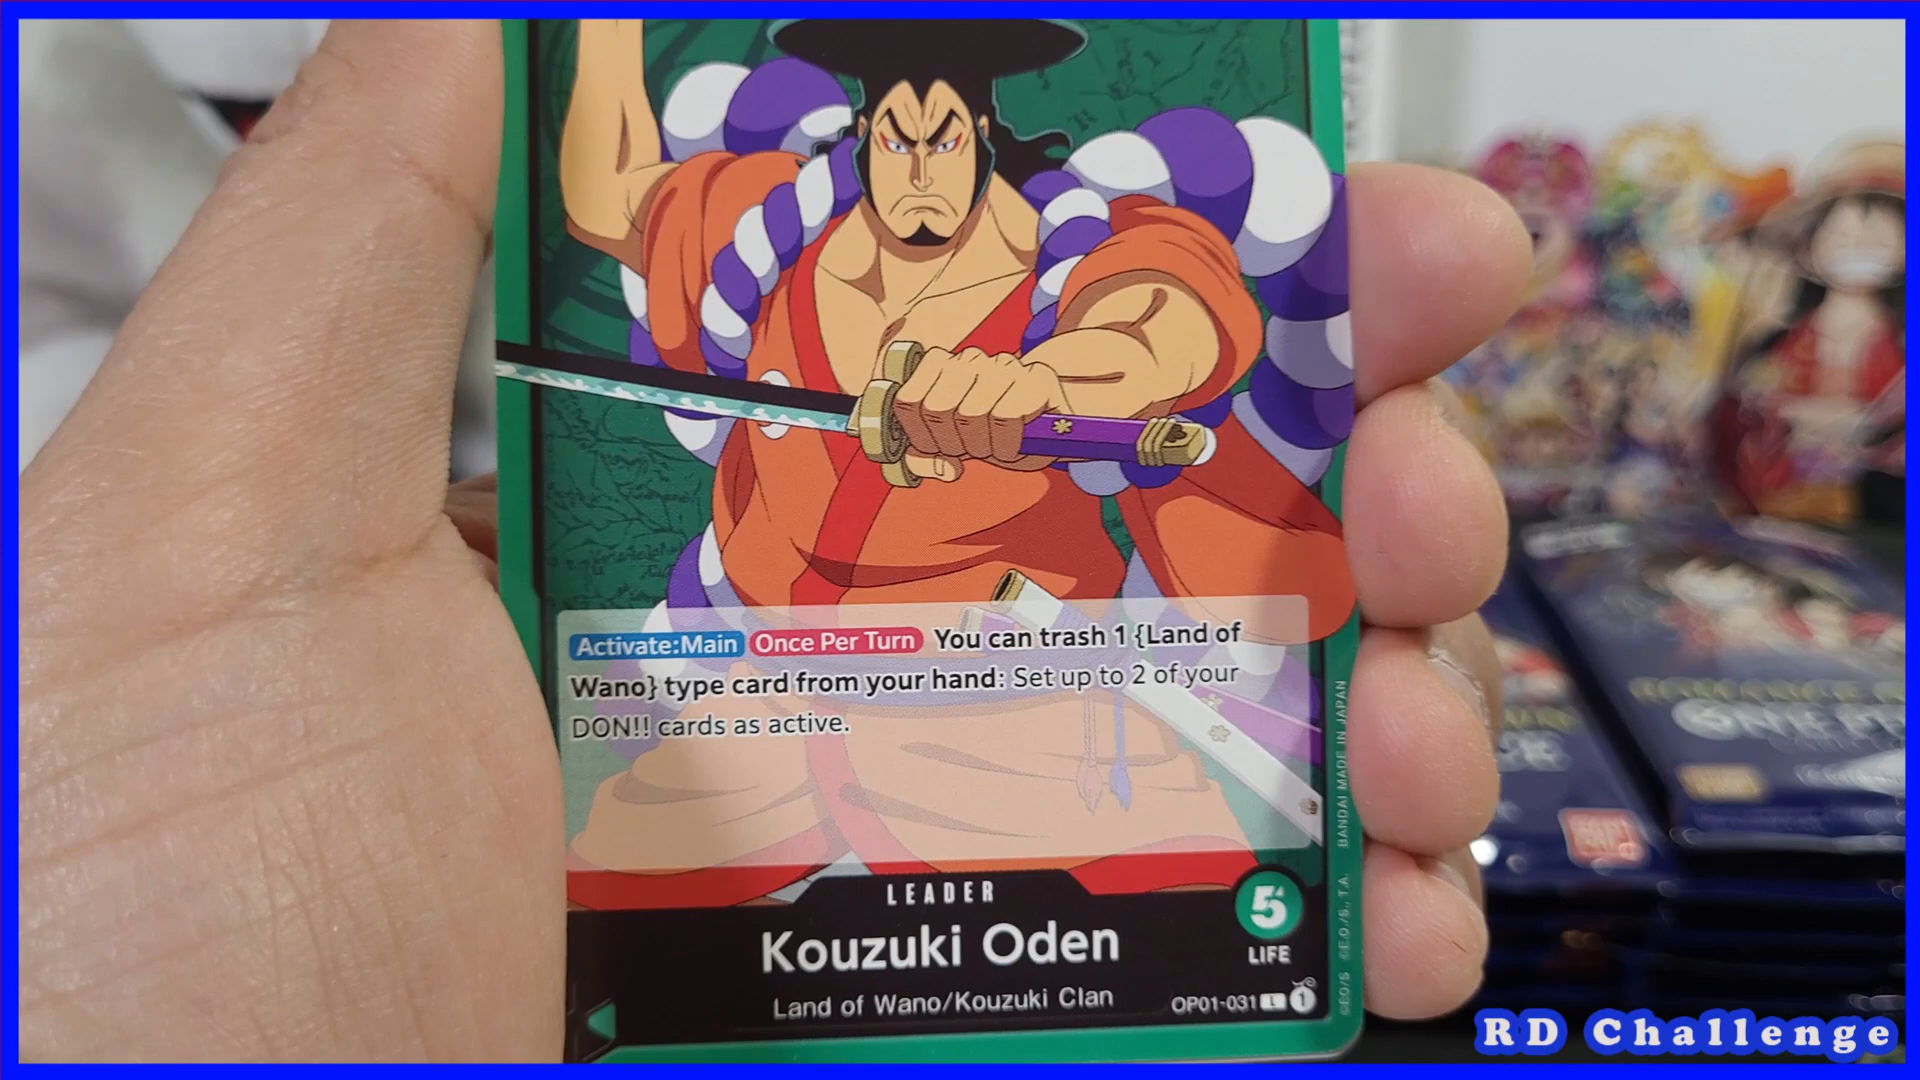 Activate:Main Once Per Turn You can trash 1 {Land of
Wano} type card from your hand: Set up to 2 of your
DON!! cards as active.
LEADER
Kouzuki Oden
5
LIFE
Land of Wano/Kouzuki Clan
OP01-031 L 1
©E.O./S., T.A. BANDAI MADE IN JAPAN
RD Challenge